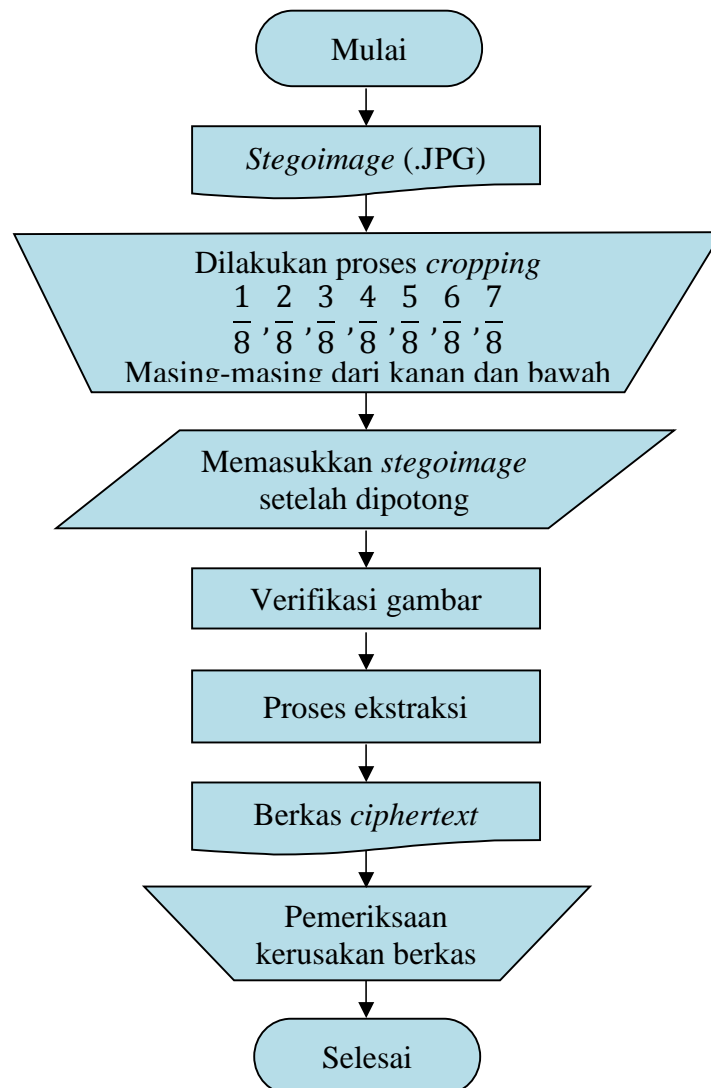 Mulai
Stegoimage (.JPG)
Dilakukan proses cropping
1/8 , 2/8 , 3/8 , 4/8 , 5/8 , 6/8 , 7/8
Masing-masing dari kanan dan bawah
Memasukkan stegoimage
setelah dipotong
Verifikasi gambar
Proses ekstraksi
Berkas ciphertext
Pemeriksaan
kerusakan berkas
Selesai